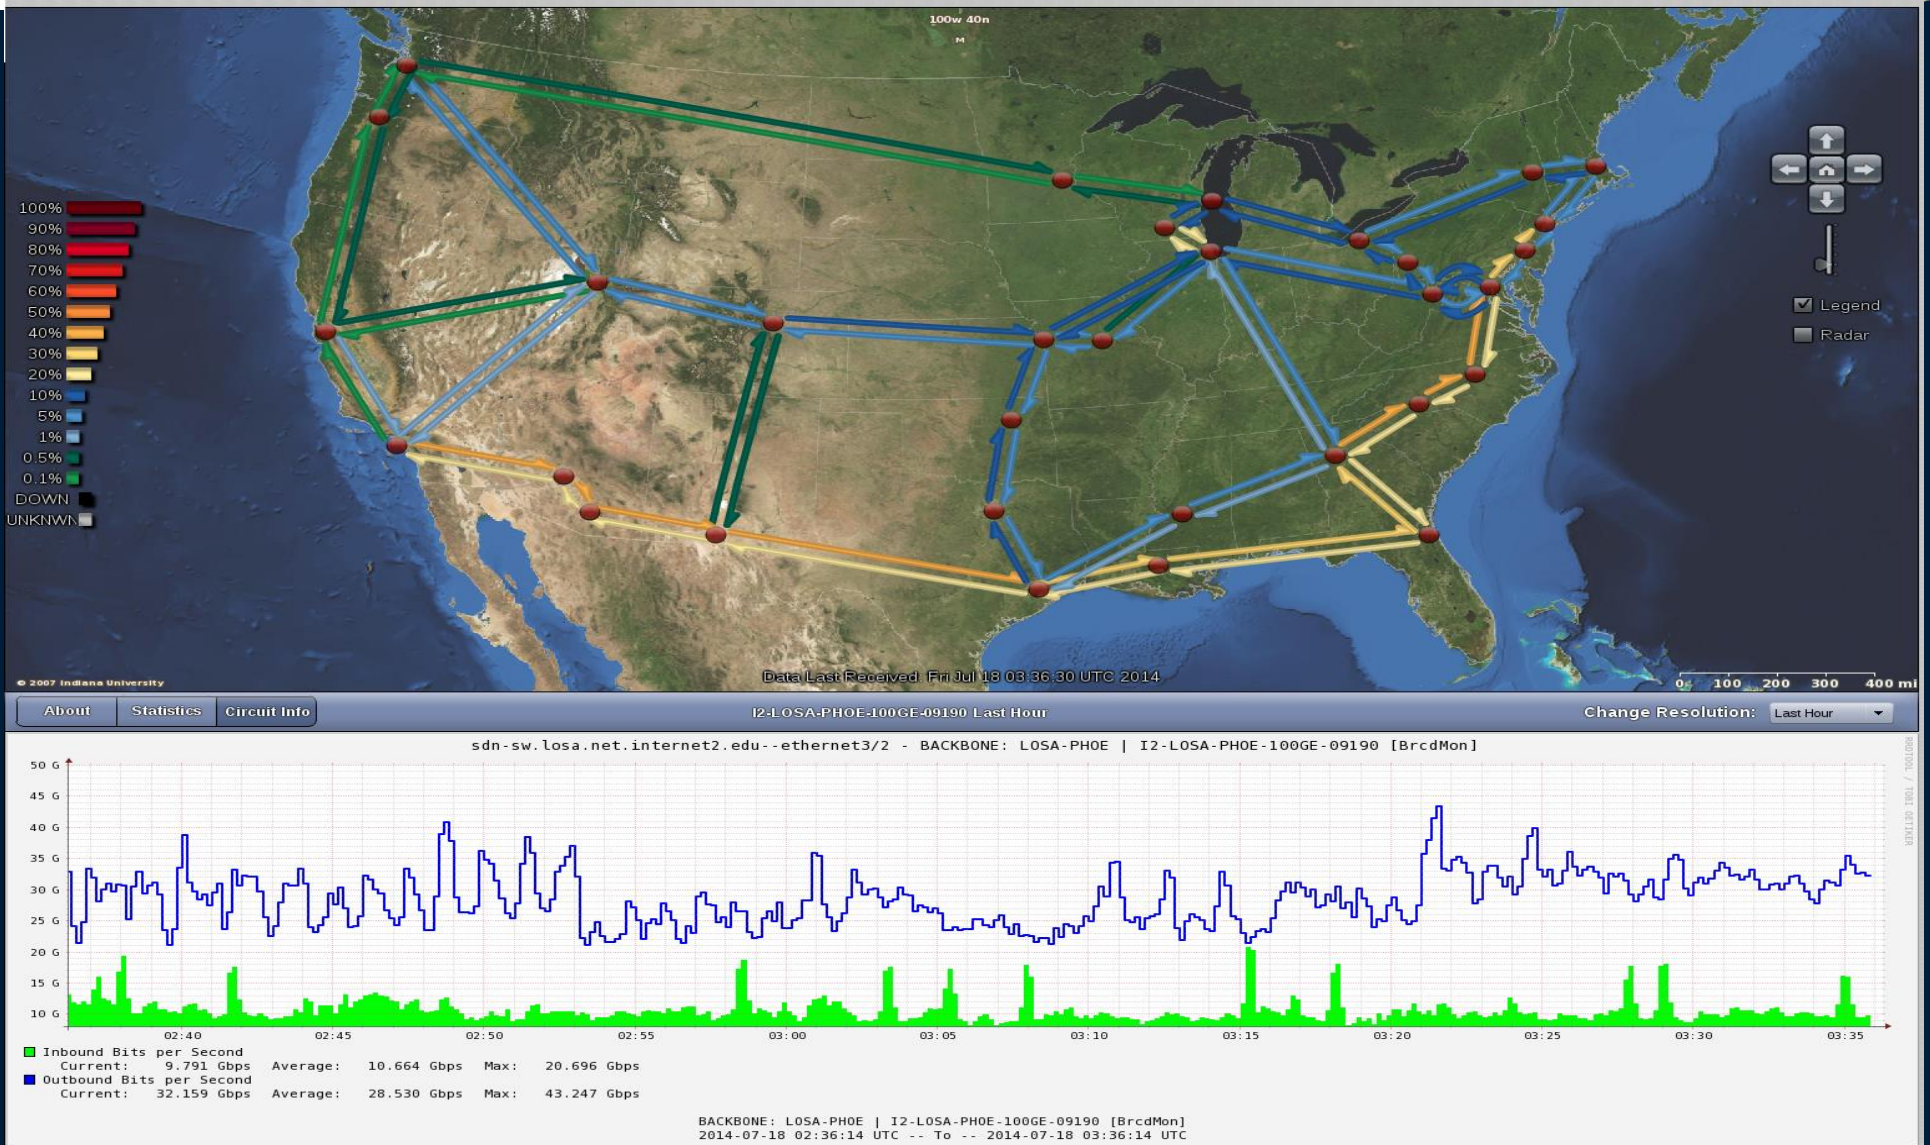 100w 40n
M
100%
90%
80%
70%
60%
50%
40%
30%
20%
10%
5%
1%
0.5%
0.1%
DOWN
UNKNWN
Legend
Radar
© 2007 Indiana University
Data Last Received: Fri Jul 18 03:36:30 UTC 2014
0 100 200 300 400 mi
About Statistics Circuit Info
I2-LOSA-PHOE-100GE-09190 Last Hour
Change Resolution: Last Hour
sdn-sw.losa.net.internet2.edu--ethernet3/2 - BACKBONE: LOSA-PHOE | I2-LOSA-PHOE-100GE-09190 [BrcdMon]
RRDTOOL / TOBI OETIKER
50 G
45 G
40 G
35 G
30 G
25 G
20 G
15 G
10 G
02:40 02:45 02:50 02:55 03:00 03:05 03:10 03:15 03:20 03:25 03:30 03:35
Inbound Bits per Second
Current: 9.791 Gbps Average: 10.664 Gbps Max: 20.696 Gbps
Outbound Bits per Second
Current: 32.159 Gbps Average: 28.530 Gbps Max: 43.247 Gbps
BACKBONE: LOSA-PHOE | I2-LOSA-PHOE-100GE-09190 [BrcdMon]
2014-07-18 02:36:14 UTC -- To -- 2014-07-18 03:36:14 UTC